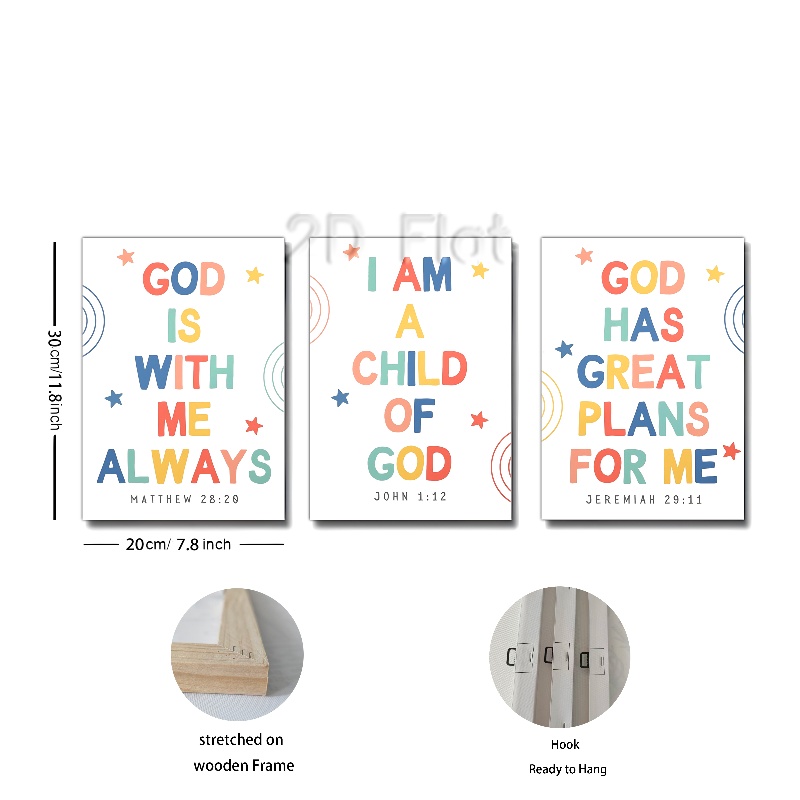 2D Flat
GOD
IS
WITH
ME
ALWAYS
MATTHEW 28:20
I AM
A
CHILD
OF
GOD
JOHN 1:12
GOD
HAS
GREAT
PLANS
FOR ME
JEREMIAH 29:11
30cm/11.8inch
20cm/ 7.8 inch
stretched on
wooden Frame
Hook
Ready to Hang